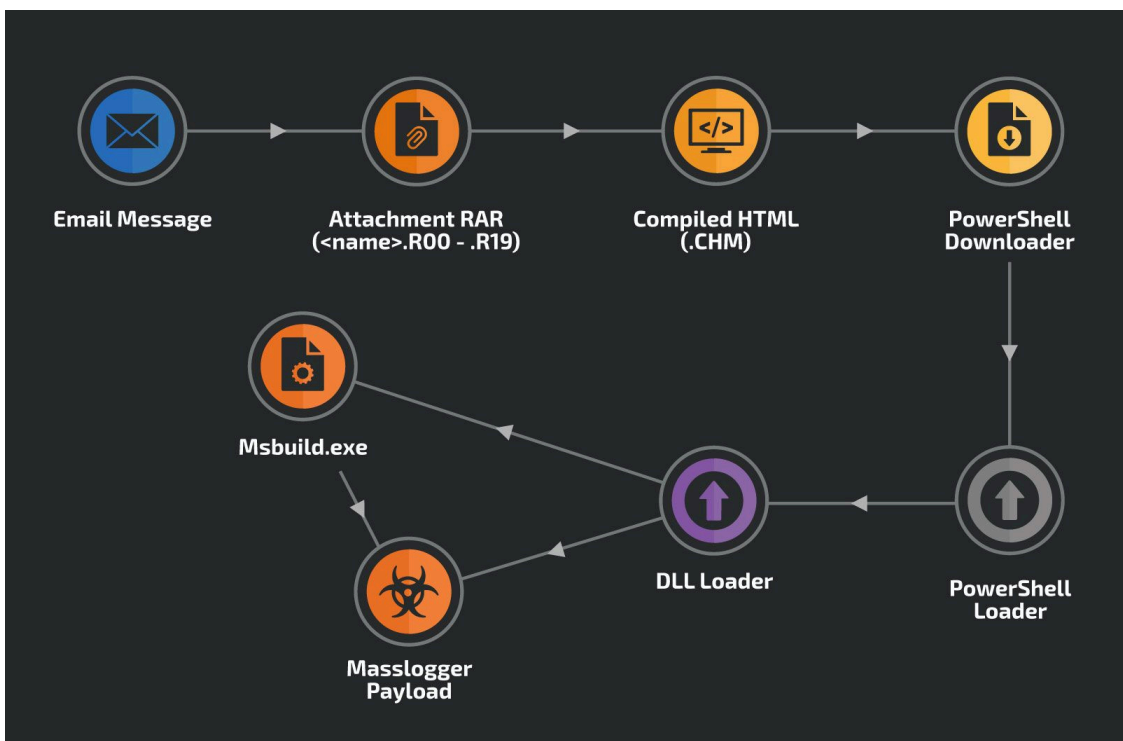 Email Message
Attachment RAR
(<name>.R00 - .R19)
Compiled HTML
(.CHM)
PowerShell
Downloader
Msbuild.exe
DLL Loader
PowerShell
Loader
Masslogger
Payload